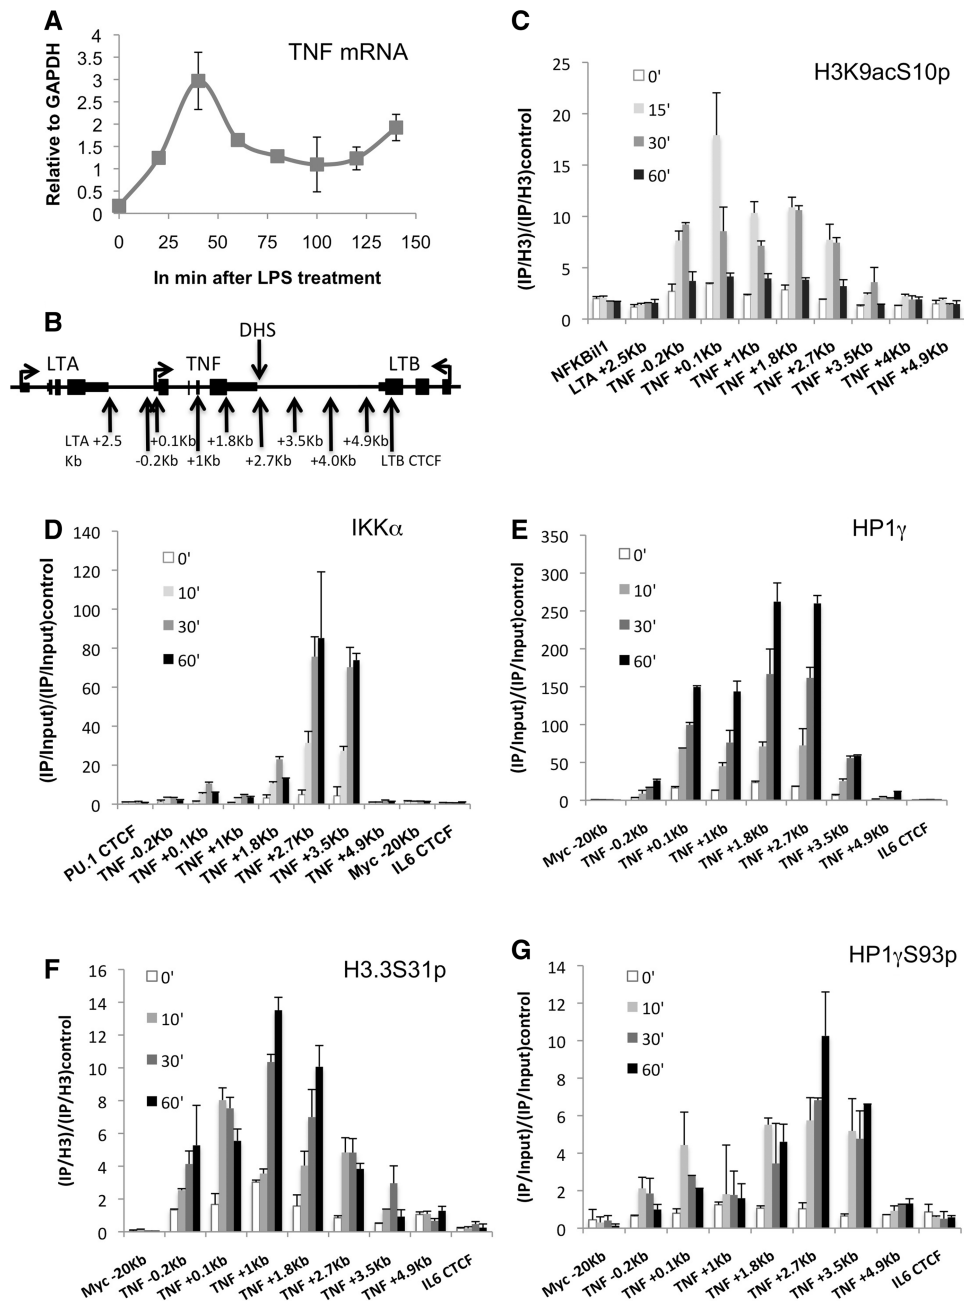 A
TNF mRNA
Relative to GAPDH
4
3.5
3
2.5
2
1.5
1
0.5
0
0 25 50 75 100 125 150
In min after LPS treatment
B
DHS
LTA TNF LTB
LTA +2.5 Kb
-0.2Kb
+0.1Kb
+1Kb
+1.8Kb
+2.7Kb
+3.5Kb
+4.0Kb
+4.9Kb
LTB CTCF
C
H3K9acS10p
(IP/H3)/(IP/H3)control
25
20
15
10
5
0
0'
15'
30'
60'
NFKBil1
LTA +2.5Kb
TNF -0.2Kb
TNF +0.1Kb
TNF +1Kb
TNF +1.8Kb
TNF +2.7Kb
TNF +3.5Kb
TNF +4Kb
TNF +4.9Kb
D
IKKα
(IP/Input)/(IP/Input)control
140
120
100
80
60
40
20
0
0'
10'
30'
60'
PU.1 CTCF
TNF -0.2Kb
TNF +0.1Kb
TNF +1Kb
TNF +1.8Kb
TNF +2.7Kb
TNF +3.5Kb
TNF +4.9Kb
Myc -20Kb
IL6 CTCF
E
HP1γ
(IP/Input)/(IP/Input)control
350
300
250
200
150
100
50
0
0'
10'
30'
60'
Myc -20Kb
TNF -0.2Kb
TNF +0.1Kb
TNF +1Kb
TNF +1.8Kb
TNF +2.7Kb
TNF +3.5Kb
TNF +4.9Kb
IL6 CTCF
F
H3.3S31p
(IP/H3)/(IP/H3)control
16
14
12
10
8
6
4
2
0
0'
10'
30'
60'
Myc -20Kb
TNF -0.2Kb
TNF +0.1Kb
TNF +1Kb
TNF +1.8Kb
TNF +2.7Kb
TNF +3.5Kb
TNF +4.9Kb
IL6 CTCF
G
HP1γS93p
(IP/Input)/(IP/Input)control
14
12
10
8
6
4
2
0
0'
10'
30'
60'
Myc -20Kb
TNF -0.2Kb
TNF +0.1Kb
TNF +1Kb
TNF +1.8Kb
TNF +2.7Kb
TNF +3.5Kb
TNF +4.9Kb
IL6 CTCF